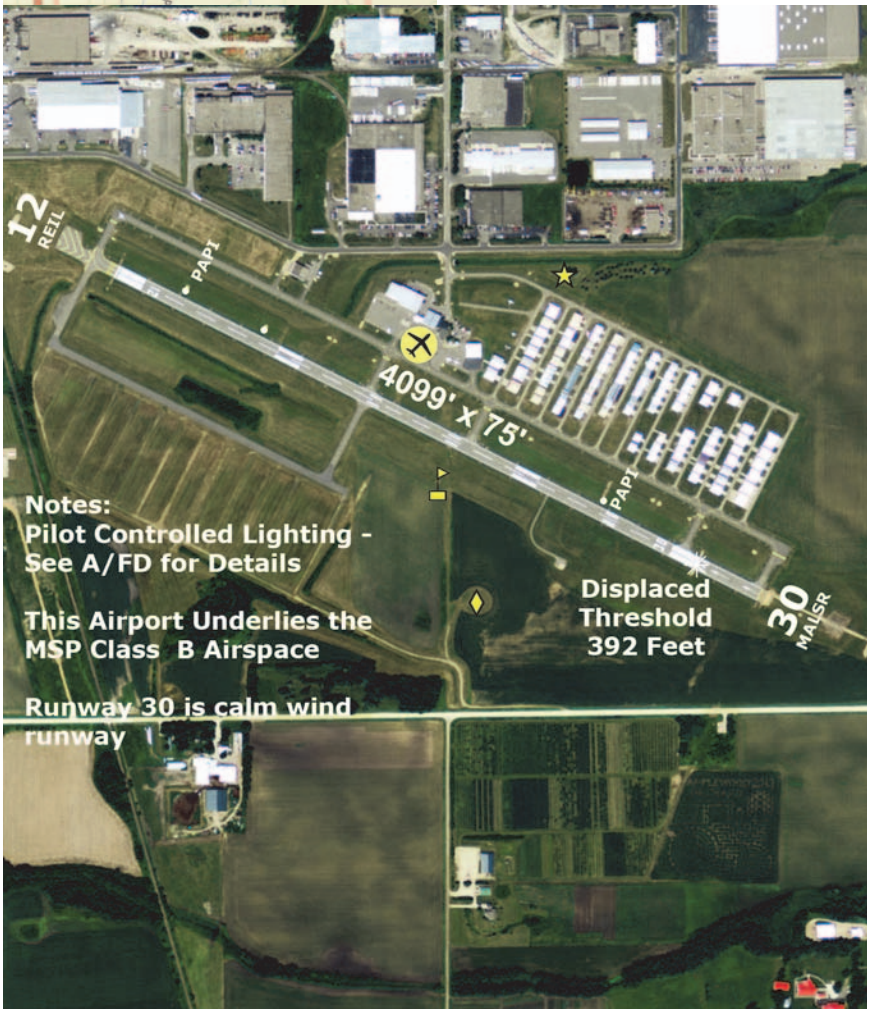 12
REIL
PAPI
4099' x 75'
PAPI
Notes:
Pilot Controlled Lighting -
See A/FD for Details
This Airport Underlies the
MSP Class B Airspace
Runway 30 is calm wind
runway
Displaced
Threshold
392 Feet
30
MALSR